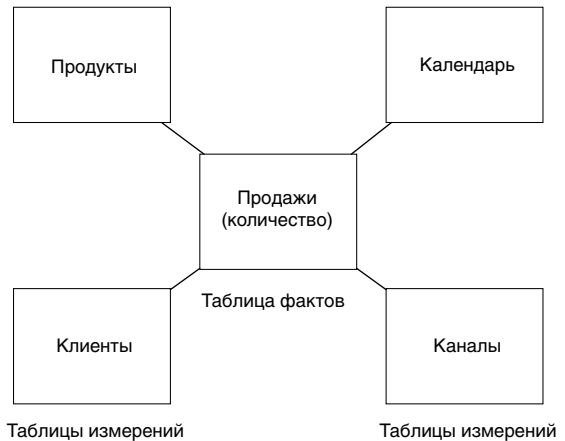 Продукты
Календарь
Продажи
(количество)
Таблица фактов
Клиенты
Каналы
Таблицы измерений
Таблицы измерений